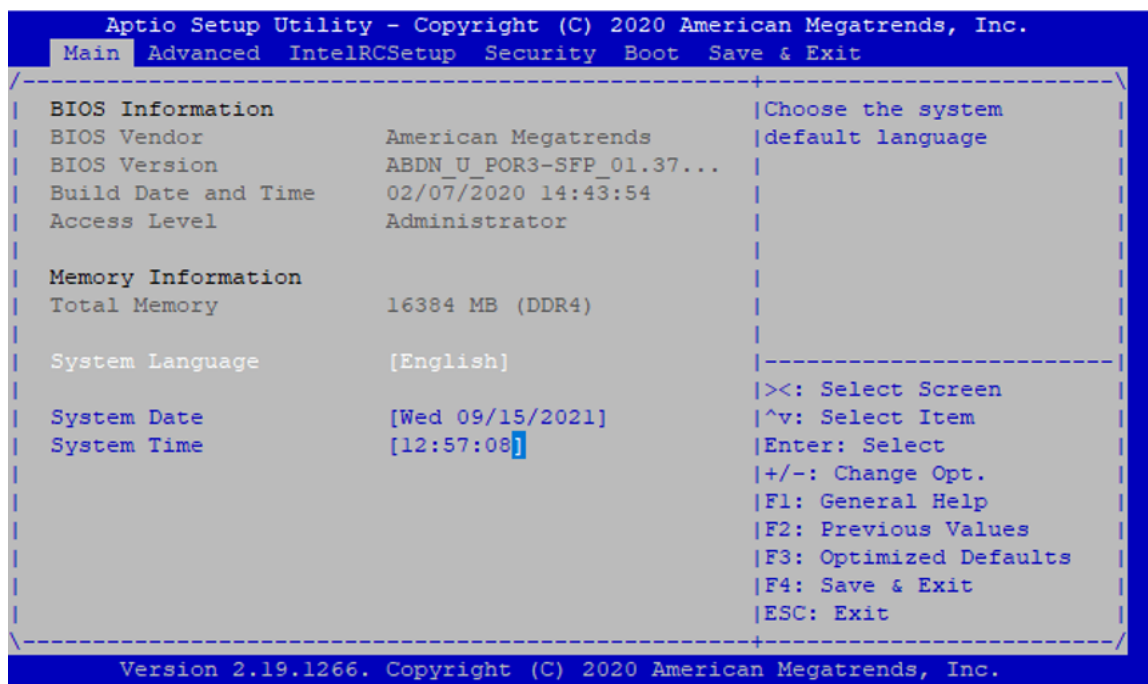 Aptio Setup Utility - Copyright (C) 2020 American Megatrends, Inc.
Main Advanced IntelRCSetup Security Boot Save & Exit
BIOS Information
BIOS Vendor American Megatrends
BIOS Version ABDN_U_POR3-SFP_01.37...
Build Date and Time 02/07/2020 14:43:54
Access Level Administrator
Memory Information
Total Memory 16384 MB (DDR4)
System Language [English]
System Date [Wed 09/15/2021]
System Time [12:57:08]
Choose the system
default language
><: Select Screen
^v: Select Item
Enter: Select
+/-: Change Opt.
F1: General Help
F2: Previous Values
F3: Optimized Defaults
F4: Save & Exit
ESC: Exit
Version 2.19.1266. Copyright (C) 2020 American Megatrends, Inc.